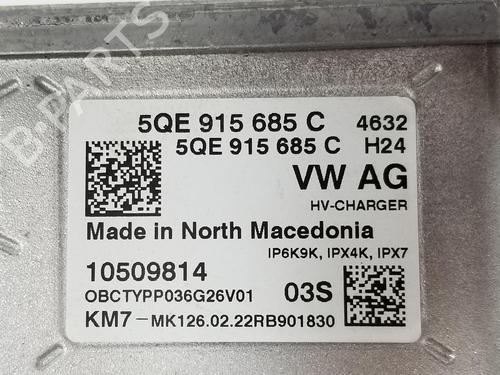 B-PARTS
5QE 915 685 C 4632
5QE 915 685 C H24
VW AG
HV-CHARGER
Made in North Macedonia
IP6K9K, IPX4K, IPX7
10509814
OBCTYPP036G26V01 03S
KM7-MK126.02.22RB901830